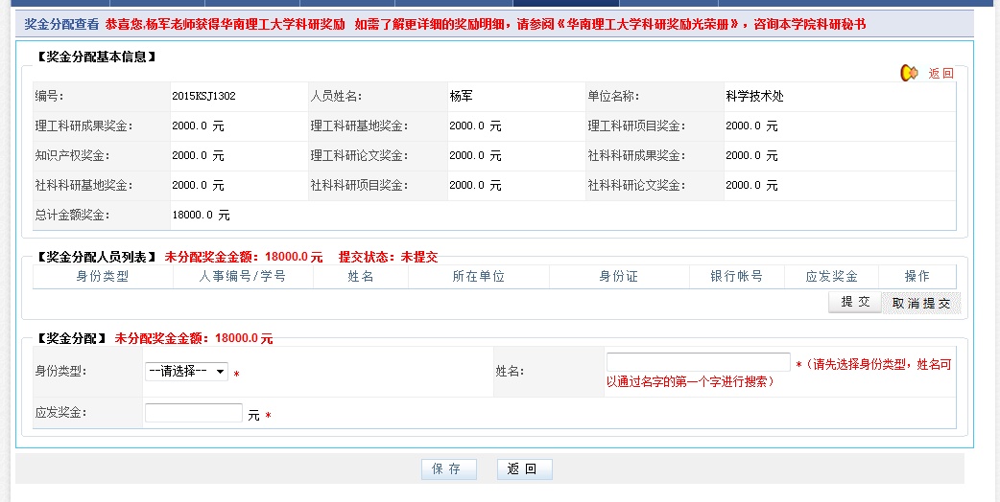 奖金分配查看 恭喜您,杨军老师获得华南理工大学科研奖励 如需了解更详细的奖励明细，请参阅《华南理工大学科研奖励光荣册》，咨询本学院科研秘书
【奖金分配基本信息】
返回
编号： 2015KSJ1302 人员姓名： 杨军 单位名称： 科学技术处
理工科研成果奖金： 2000.0 元 理工科研基地奖金： 2000.0 元 理工科研项目奖金： 2000.0 元
知识产权奖金： 2000.0 元 理工科研论文奖金： 2000.0 元 社科科研成果奖金： 2000.0 元
社科科研基地奖金： 2000.0 元 社科科研项目奖金： 2000.0 元 社科科研论文奖金： 2000.0 元
总计金额奖金： 18000.0 元
【奖金分配人员列表】 未分配奖金金额：18000.0 元 提交状态：未提交
身份类型 人事编号/学号 姓名 所在单位 身份证 银行帐号 应发奖金 操作
提 交 取消提交
【奖金分配】 未分配奖金金额：18000.0 元
身份类型： --请选择-- * 姓名： *（请先选择身份类型，姓名可
以通过名字的第一个字进行搜索）
应发奖金： 元 *
保 存 返 回